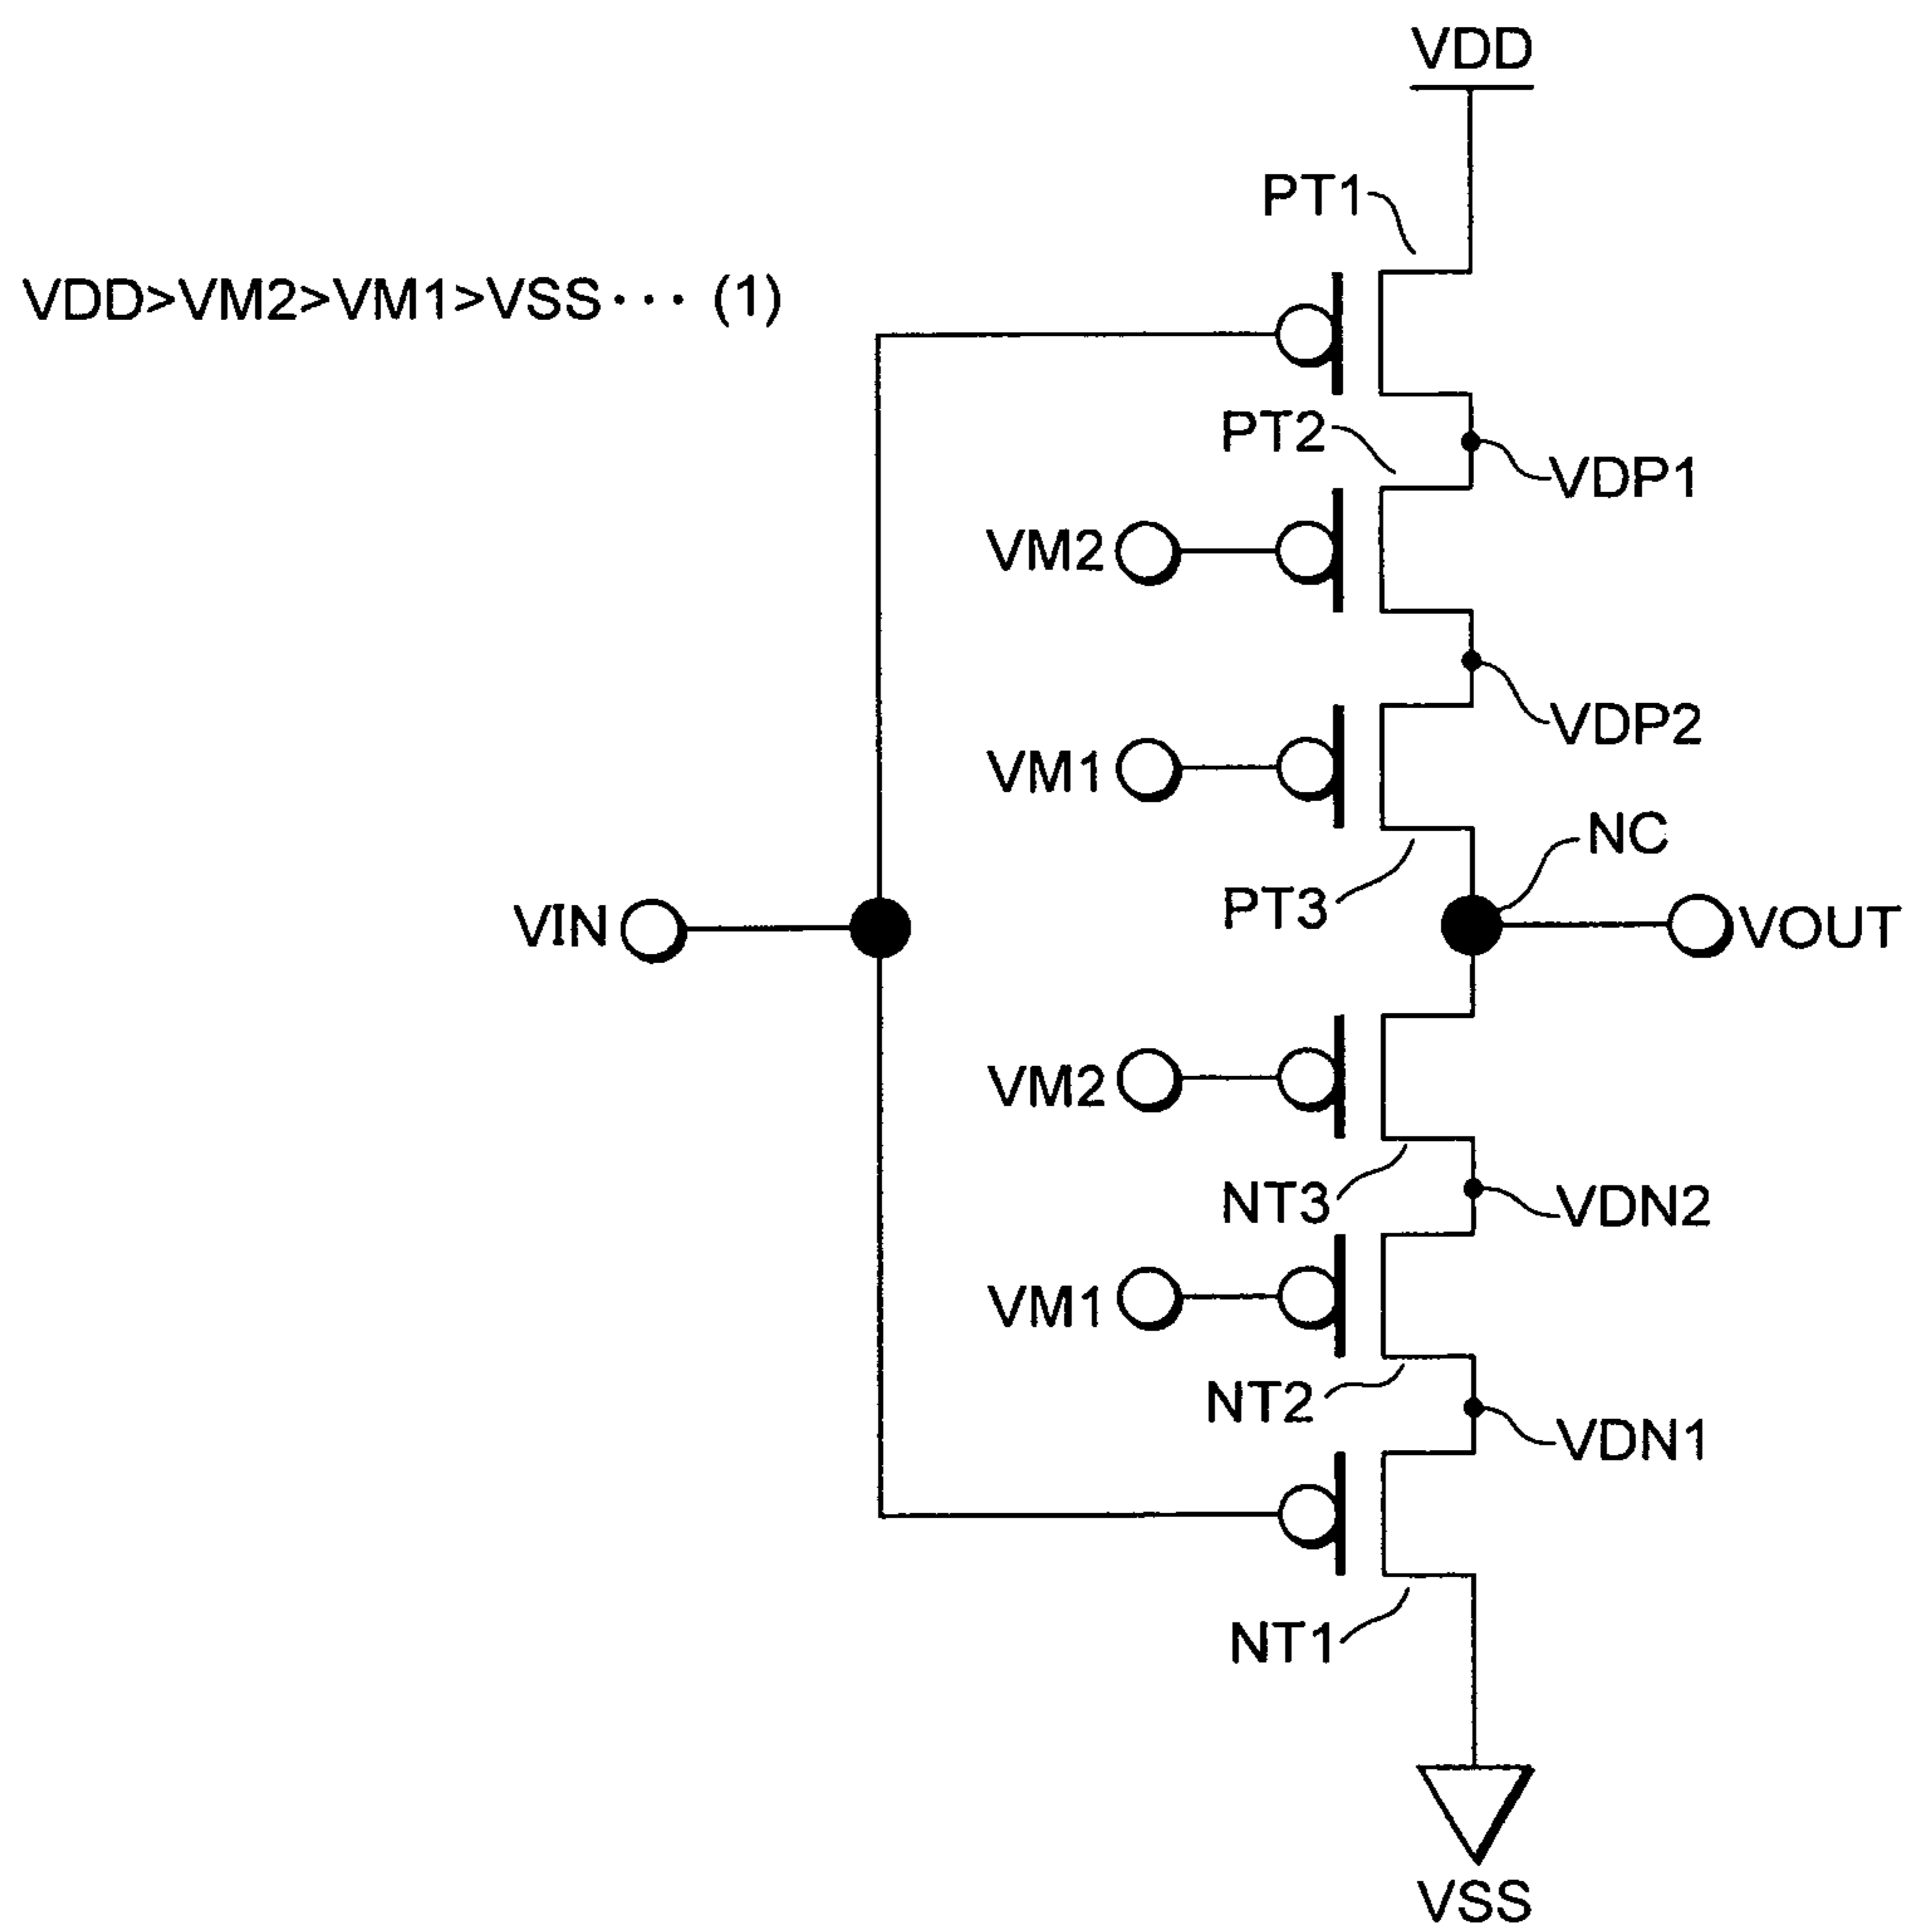 VDD
PT1
VDD>VM2>VM1>VSS··· (1)
PT2
VDP1
VM2
VDP2
VM1
NC
PT3
VIN
VOUT
VM2
NT3
VDN2
VM1
NT2
VDN1
NT1
VSS